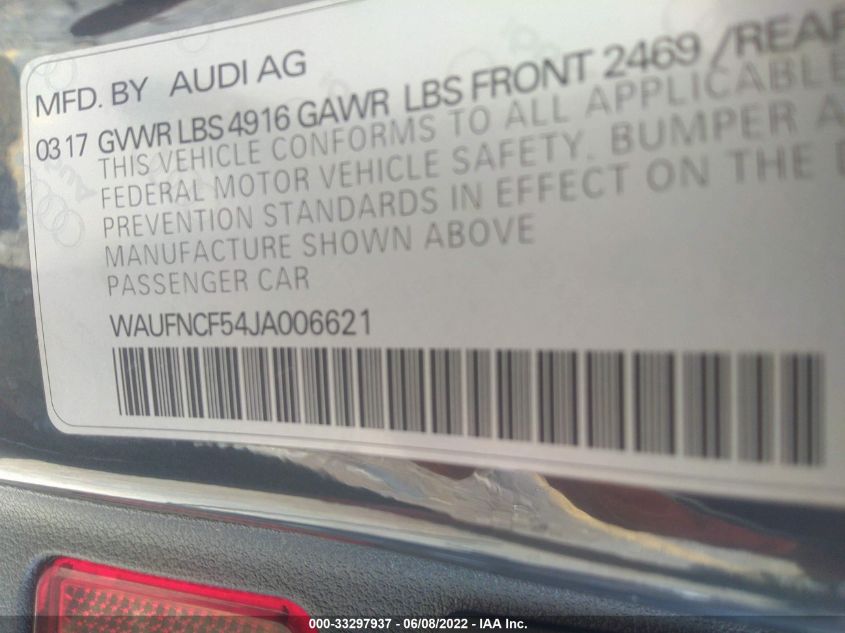 MFD. BY AUDI AG
03 17 GVWR LBS 4916 GAWR LBS FRONT 2469 /REAR
THIS VEHICLE CONFORMS TO ALL APPLICABLE
FEDERAL MOTOR VEHICLE SAFETY, BUMPER A
PREVENTION STANDARDS IN EFFECT ON THE D
MANUFACTURE SHOWN ABOVE
PASSENGER CAR
WAUFNCF54JA006621
000-33297937 - 06/08/2022 - IAA Inc.